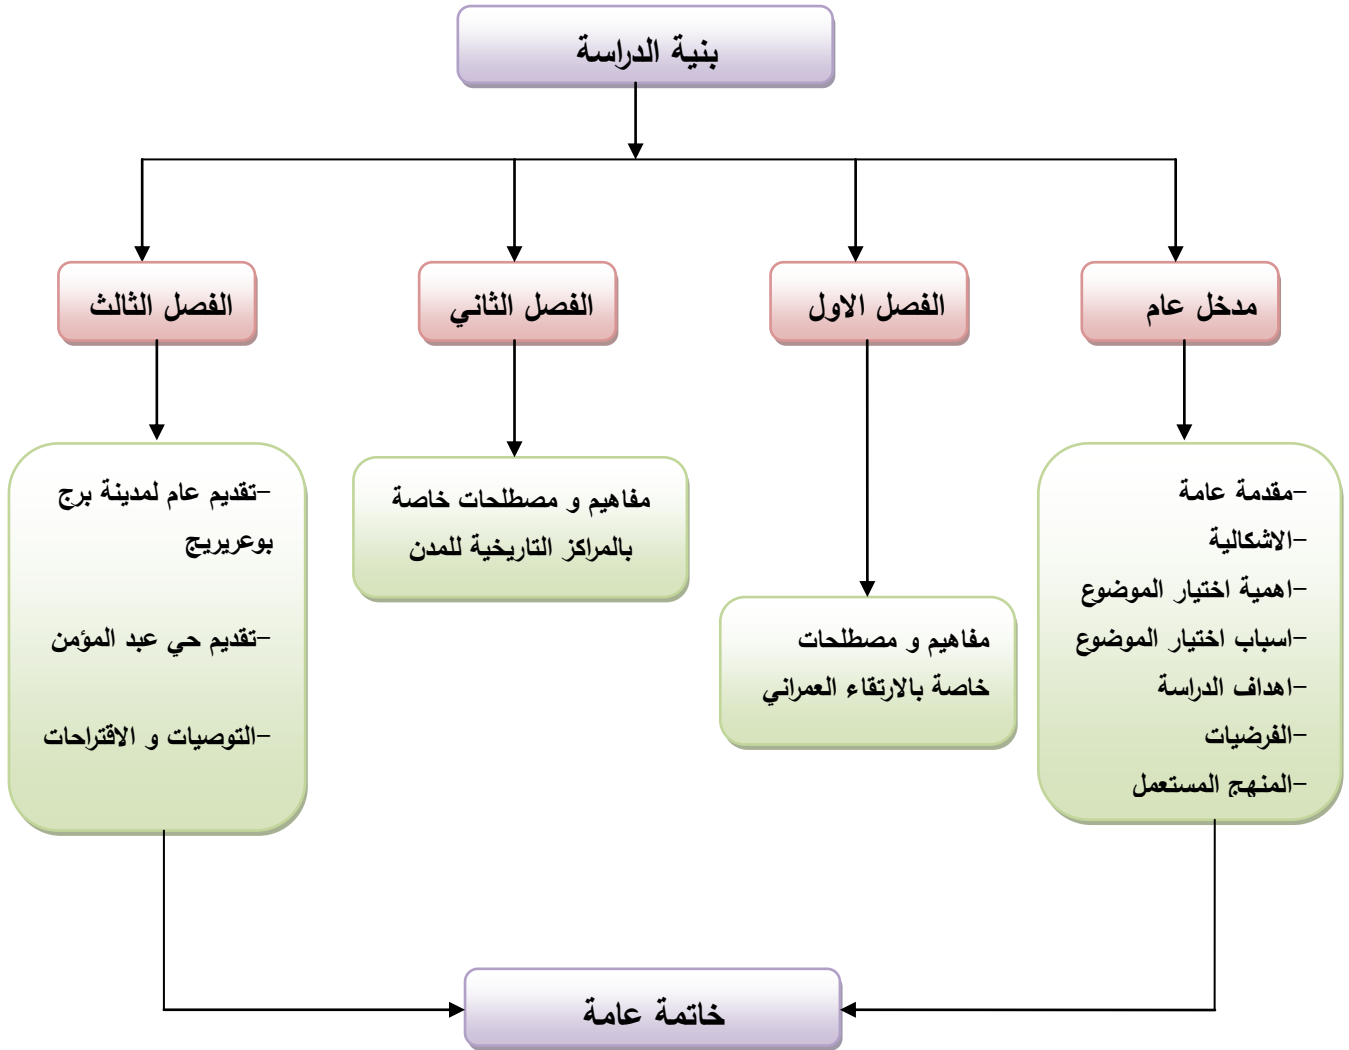 بنية الدراسة
مدخل عام
الفصل الاول
الفصل الثاني
الفصل الثالث
-مقدمة عامة
-الاشكالية
-اهمية اختيار الموضوع
-اسباب اختيار الموضوع
-اهداف الدراسة
-الفرضيات
-المنهج المستعمل
مفاهيم و مصطلحات
خاصة بالارتقاء العمراني
مفاهيم و مصطلحات خاصة
بالمراكز التاريخية للمدن
-تقديم عام لمدينة برج
بوعريريج
-تقديم حي عبد المؤمن
-التوصيات و الاقتراحات
خاتمة عامة